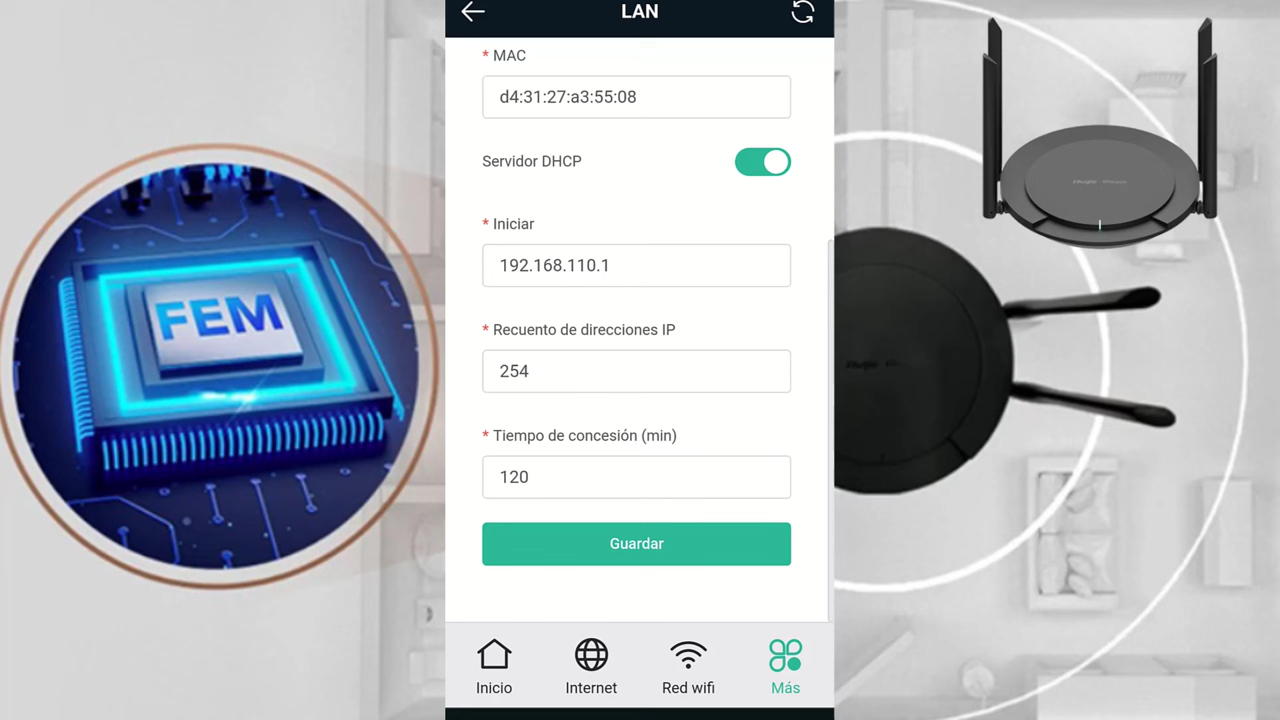 LAN
* MAC
d4:31:27:a3:55:08
Servidor DHCP
* Iniciar
192.168.110.1
* Recuento de direcciones IP
254
* Tiempo de concesión (min)
120
Guardar
Inicio
Internet
Red wifi
Más
FEM